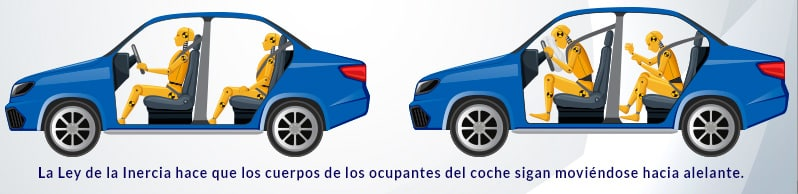 La Ley de la Inercia hace que los cuerpos de los ocupantes del coche sigan moviéndose hacia alelante.